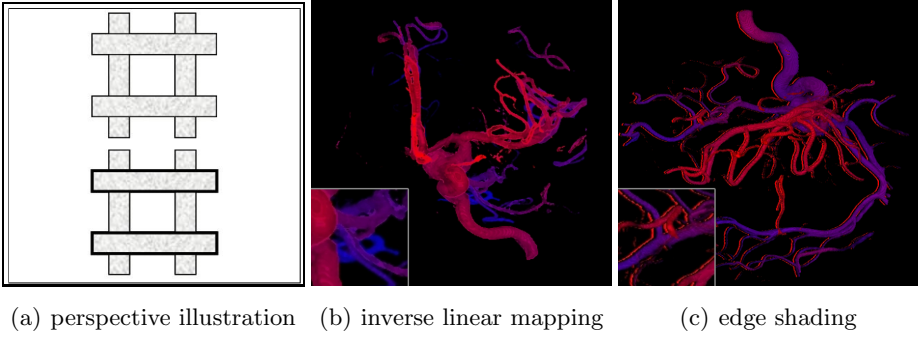 (a) perspective illustration (b) inverse linear mapping (c) edge shading